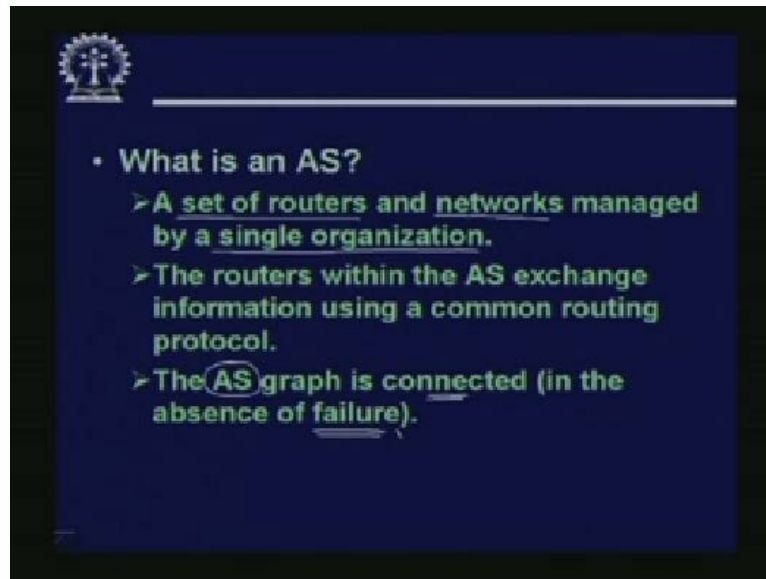 • What is an AS?
➢A set of routers and networks managed
by a single organization.
➢The routers within the AS exchange
information using a common routing
protocol.
➢The AS graph is connected (in the
absence of failure).